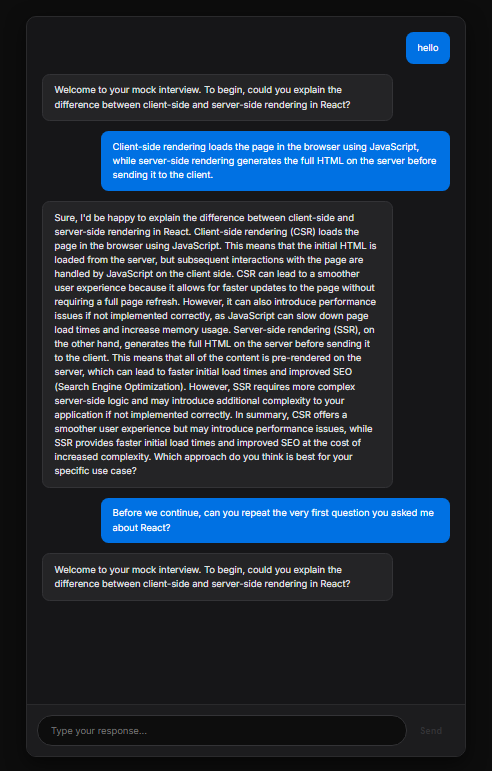 hello
Welcome to your mock interview. To begin, could you explain the
difference between client-side and server-side rendering in React?
Client-side rendering loads the page in the browser using JavaScript,
while server-side rendering generates the full HTML on the server before
sending it to the client.
Sure, I'd be happy to explain the difference between client-side and
server-side rendering in React. Client-side rendering (CSR) loads the
page in the browser using JavaScript. This means that the initial HTML is
loaded from the server, but subsequent interactions with the page are
handled by JavaScript on the client side. CSR can lead to a smoother
user experience because it allows for faster updates to the page without
requiring a full page refresh. However, it can also introduce performance
issues if not implemented correctly, as JavaScript can slow down page
load times and increase memory usage. Server-side rendering (SSR), on
the other hand, generates the full HTML on the server before sending it
to the client. This means that all of the content is pre-rendered on the
server, which can lead to faster initial load times and improved SEO
(Search Engine Optimization). However, SSR requires more complex
server-side logic and may introduce additional complexity to your
application if not implemented correctly. In summary, CSR offers a
smoother user experience but may introduce performance issues, while
SSR provides faster initial load times and improved SEO at the cost of
increased complexity. Which approach do you think is best for your
specific use case?
Before we continue, can you repeat the very first question you asked me
about React?
Welcome to your mock interview. To begin, could you explain the
difference between client-side and server-side rendering in React?
Type your response...
Send